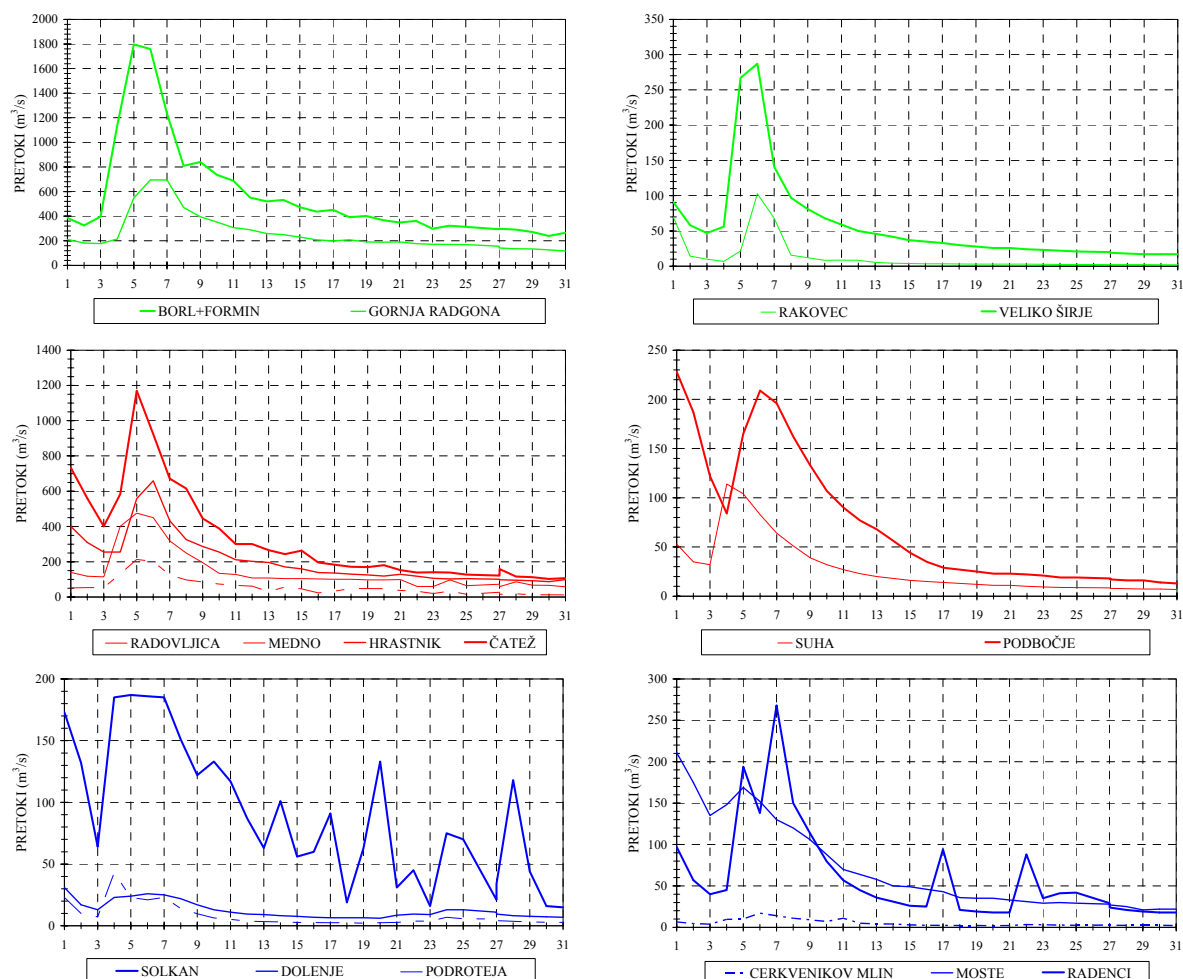 PRETOKI (m³/s)
2000
1800
1600
1400
1200
1000
800
600
400
200
0
1 3 5 7 9 11 13 15 17 19 21 23 25 27 29 31
BORL+FORMIN GORNJA RADGONA
PRETOKI (m³/s)
350
300
250
200
150
100
50
0
1 3 5 7 9 11 13 15 17 19 21 23 25 27 29 31
RAKOVEC VELIKO ŠIRJE
PRETOKI (m³/s)
1400
1200
1000
800
600
400
200
0
1 3 5 7 9 11 13 15 17 19 21 23 25 27 29 31
RADOVLJICA MEDNO HRASTNIK ČATEŽ
PRETOKI (m³/s)
250
200
150
100
50
0
1 3 5 7 9 11 13 15 17 19 21 23 25 27 29 31
SUHA PODBOČJE
PRETOKI (m³/s)
200
150
100
50
0
1 3 5 7 9 11 13 15 17 19 21 23 25 27 29 31
SOLKAN DOLENJE PODROTEJA
PRETOKI (m³/s)
300
250
200
150
100
50
0
1 3 5 7 9 11 13 15 17 19 21 23 25 27 29 31
CERKVENIKOV MLIN MOSTE RADENCI